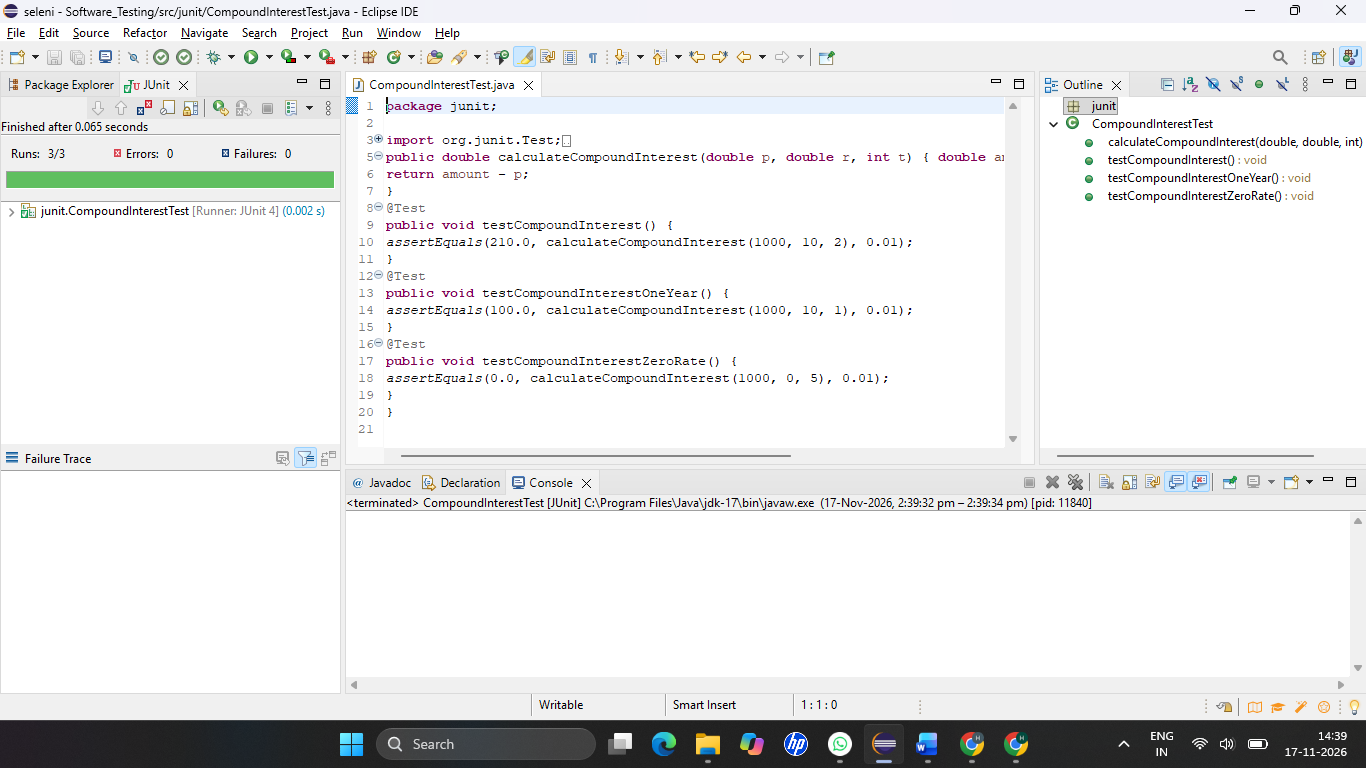 seleni - Software_Testing/src/junit/CompoundInterestTest.java - Eclipse IDE
File Edit Source Refactor Navigate Search Project Run Window Help
Package Explorer JUnit
Finished after 0.065 seconds
Runs: 3/3 Errors: 0 Failures: 0
junit.CompoundInterestTest [Runner: JUnit 4] (0.002 s)
Failure Trace
CompoundInterestTest.java
1 package junit;
2
3 import org.junit.Test;
5 public double calculateCompoundInterest(double p, double r, int t) { double
6 return amount - p;
7 }
8 @Test
9 public void testCompoundInterest() {
10 assertEquals(210.0, calculateCompoundInterest(1000, 10, 2), 0.01);
11 }
12 @Test
13 public void testCompoundInterestOneYear() {
14 assertEquals(100.0, calculateCompoundInterest(1000, 10, 1), 0.01);
15 }
16 @Test
17 public void testCompoundInterestZeroRate() {
18 assertEquals(0.0, calculateCompoundInterest(1000, 0, 5), 0.01);
19 }
20 }
21
Outline
junit
CompoundInterestTest
calculateCompoundInterest(double, double, int)
testCompoundInterest() : void
testCompoundInterestOneYear() : void
testCompoundInterestZeroRate() : void
@ Javadoc Declaration Console
<terminated> CompoundInterestTest [JUnit] C:\Program Files\Java\jdk-17\bin\javaw.exe (17-Nov-2026, 2:39:32 pm – 2:39:34 pm) [pid: 11840]
Writable Smart Insert 1 : 1 : 0
Search
ENG
IN
14:39
17-11-2026